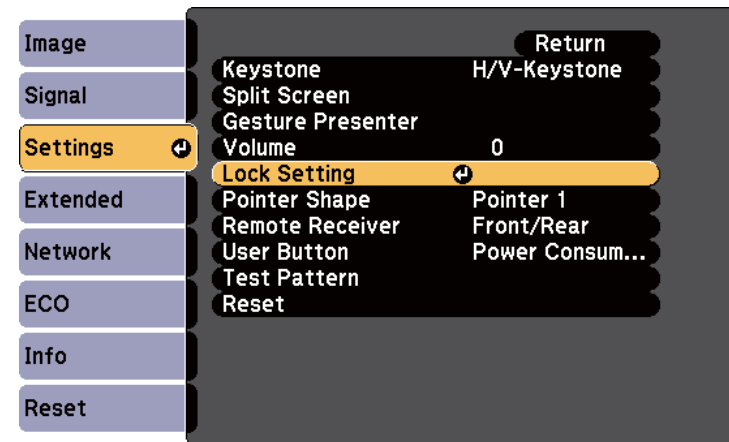 Image
Signal
Settings
Extended
Network
ECO
Info
Reset
Return
Keystone H/V-Keystone
Split Screen
Gesture Presenter
Volume 0
Lock Setting
Pointer Shape Pointer 1
Remote Receiver Front/Rear
User Button Power Consum...
Test Pattern
Reset